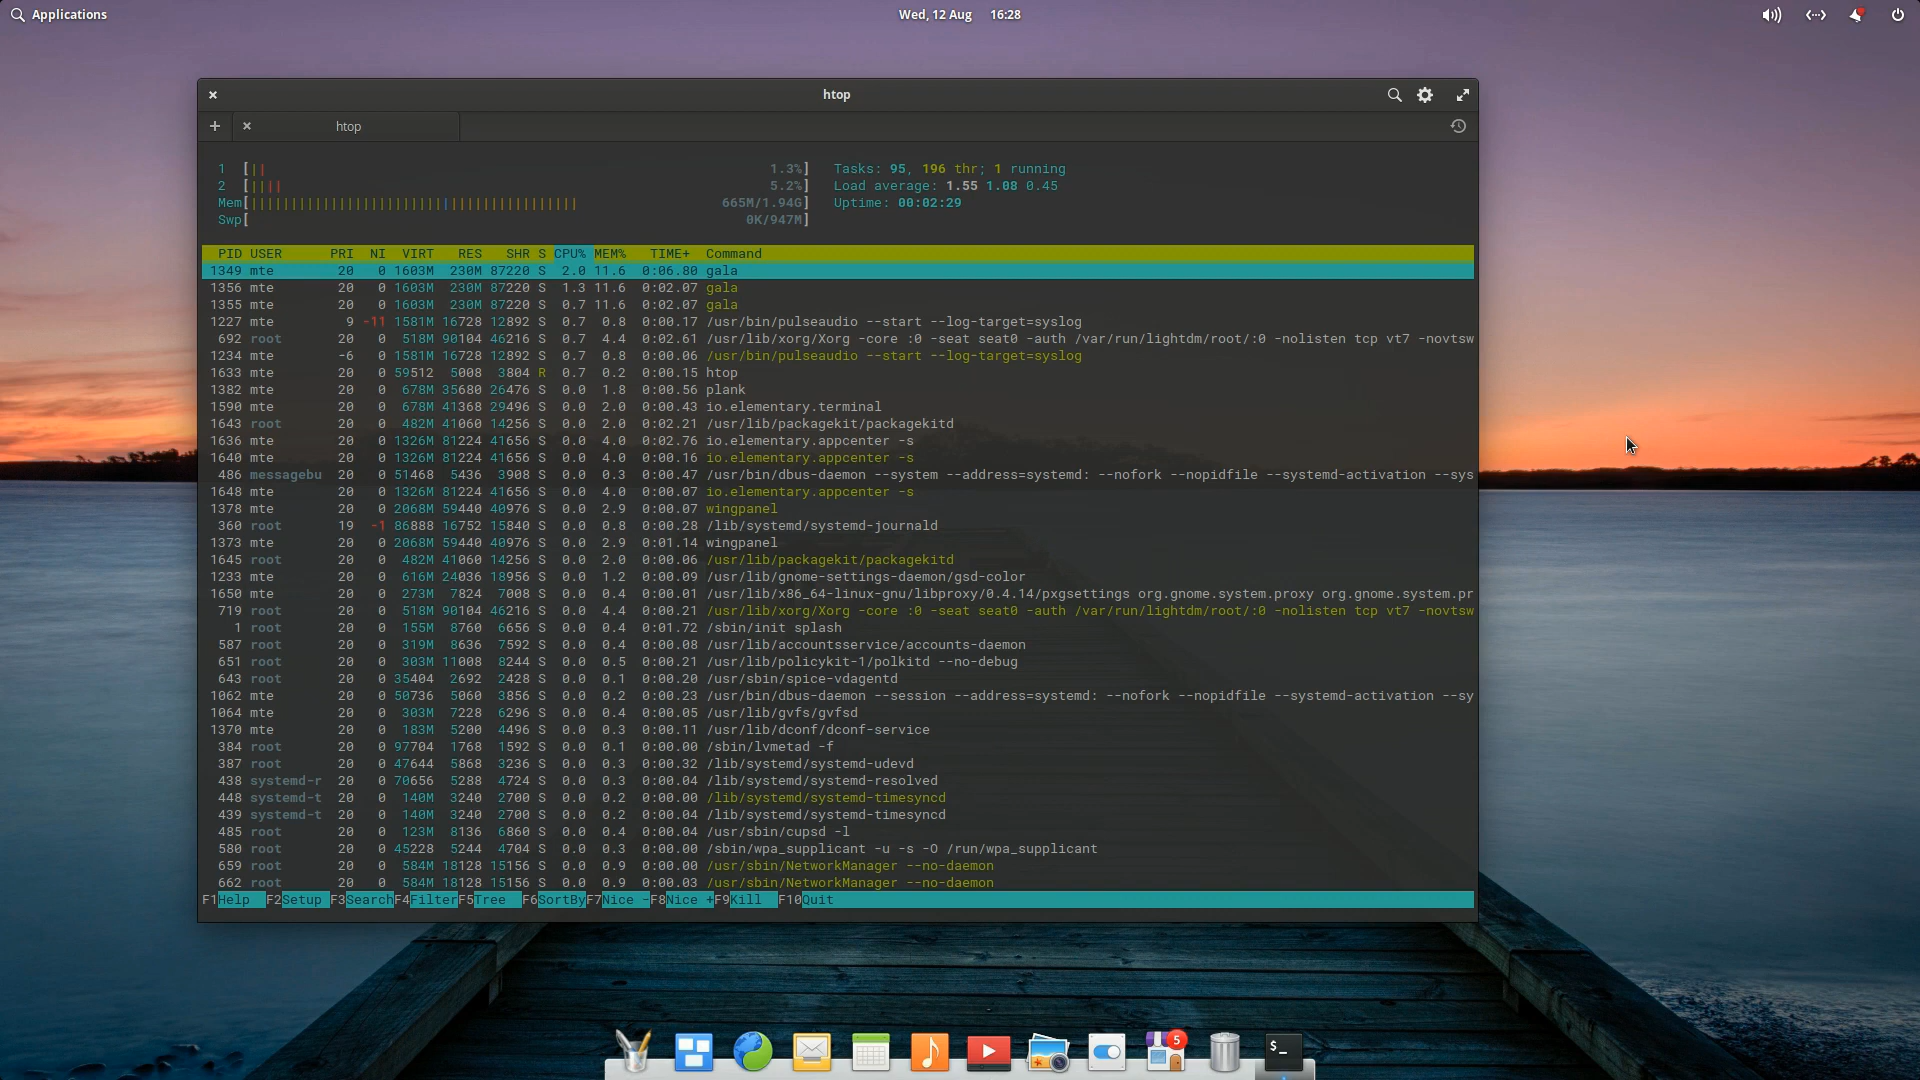 Applications
Wed, 12 Aug 16:28
htop
htop
1 [|| 1.3%] Tasks: 95, 196 thr; 1 running
2 [|||| 5.2%] Load average: 1.55 1.08 0.45
Mem[||||||||||||||||||||||||||||||||||||||||| 665M/1.94G] Uptime: 00:02:29
Swp[ 0K/947M]
PID USER PRI NI VIRT RES SHR S CPU% MEM% TIME+ Command
1349 mte 20 0 1603M 230M 87220 S 2.0 11.6 0:06.80 gala
1356 mte 20 0 1603M 230M 87220 S 1.3 11.6 0:02.07 gala
1355 mte 20 0 1603M 230M 87220 S 0.7 11.6 0:02.07 gala
1227 mte 9 -11 1581M 16728 12892 S 0.7 0.8 0:00.17 /usr/bin/pulseaudio --start --log-target=syslog
692 root 20 0 518M 90104 46216 S 0.7 4.4 0:02.61 /usr/lib/xorg/Xorg -core :0 -seat seat0 -auth /var/run/lightdm/root/:0 -nolisten tcp vt7 -novtsw
1234 mte -6 0 1581M 16728 12892 S 0.7 0.8 0:00.06 /usr/bin/pulseaudio --start --log-target=syslog
1633 mte 20 0 59512 5008 3804 R 0.7 0.2 0:00.15 htop
1382 mte 20 0 678M 35680 26476 S 0.0 1.8 0:00.56 plank
1590 mte 20 0 678M 41368 29496 S 0.0 2.0 0:00.43 io.elementary.terminal
1643 root 20 0 482M 41060 14256 S 0.0 2.0 0:02.21 /usr/lib/packagekit/packagekitd
1636 mte 20 0 1326M 81224 41656 S 0.0 4.0 0:02.76 io.elementary.appcenter -s
1640 mte 20 0 1326M 81224 41656 S 0.0 4.0 0:00.16 io.elementary.appcenter -s
486 messagebu 20 0 51468 5436 3908 S 0.0 0.3 0:00.47 /usr/bin/dbus-daemon --system --address=systemd: --nofork --nopidfile --systemd-activation --sys
1648 mte 20 0 1326M 81224 41656 S 0.0 4.0 0:00.07 io.elementary.appcenter -s
1378 mte 20 0 2068M 59440 40976 S 0.0 2.9 0:00.07 wingpanel
360 root 19 -1 86888 16752 15840 S 0.0 0.8 0:00.28 /lib/systemd/systemd-journald
1373 mte 20 0 2068M 59440 40976 S 0.0 2.9 0:01.14 wingpanel
1645 root 20 0 482M 41060 14256 S 0.0 2.0 0:00.06 /usr/lib/packagekit/packagekitd
1233 mte 20 0 616M 24036 18956 S 0.0 1.2 0:00.09 /usr/lib/gnome-settings-daemon/gsd-color
1650 mte 20 0 273M 7824 7008 S 0.0 0.4 0:00.01 /usr/lib/x86_64-linux-gnu/libproxy/0.4.14/pxgsettings org.gnome.system.proxy org.gnome.system.pr
719 root 20 0 518M 90104 46216 S 0.0 4.4 0:00.21 /usr/lib/xorg/Xorg -core :0 -seat seat0 -auth /var/run/lightdm/root/:0 -nolisten tcp vt7 -novtsw
1 root 20 0 155M 8760 6656 S 0.0 0.4 0:01.72 /sbin/init splash
587 root 20 0 319M 8636 7592 S 0.0 0.4 0:00.08 /usr/lib/accountsservice/accounts-daemon
651 root 20 0 303M 11008 8244 S 0.0 0.5 0:00.21 /usr/lib/policykit-1/polkitd --no-debug
643 root 20 0 35404 2692 2428 S 0.0 0.1 0:00.20 /usr/sbin/spice-vdagentd
1062 mte 20 0 50736 5060 3856 S 0.0 0.2 0:00.23 /usr/bin/dbus-daemon --session --address=systemd: --nofork --nopidfile --systemd-activation --sy
1064 mte 20 0 303M 7228 6296 S 0.0 0.4 0:00.05 /usr/lib/gvfs/gvfsd
1370 mte 20 0 183M 5200 4496 S 0.0 0.3 0:00.11 /usr/lib/dconf/dconf-service
384 root 20 0 97704 1768 1592 S 0.0 0.1 0:00.00 /sbin/lvmetad -f
387 root 20 0 47644 5868 3236 S 0.0 0.3 0:00.32 /lib/systemd/systemd-udevd
438 systemd-r 20 0 70656 5288 4724 S 0.0 0.3 0:00.04 /lib/systemd/systemd-resolved
448 systemd-t 20 0 140M 3240 2700 S 0.0 0.2 0:00.00 /lib/systemd/systemd-timesyncd
439 systemd-t 20 0 140M 3240 2700 S 0.0 0.2 0:00.04 /lib/systemd/systemd-timesyncd
485 root 20 0 123M 8136 6860 S 0.0 0.4 0:00.04 /usr/sbin/cupsd -l
580 root 20 0 45228 5244 4704 S 0.0 0.3 0:00.00 /sbin/wpa_supplicant -u -s -O /run/wpa_supplicant
659 root 20 0 584M 18128 15156 S 0.0 0.9 0:00.00 /usr/sbin/NetworkManager --no-daemon
662 root 20 0 584M 18128 15156 S 0.0 0.9 0:00.03 /usr/sbin/NetworkManager --no-daemon
F1Help F2Setup F3SearchF4FilterF5Tree F6SortByF7Nice -F8Nice +F9Kill F10Quit
5
$_